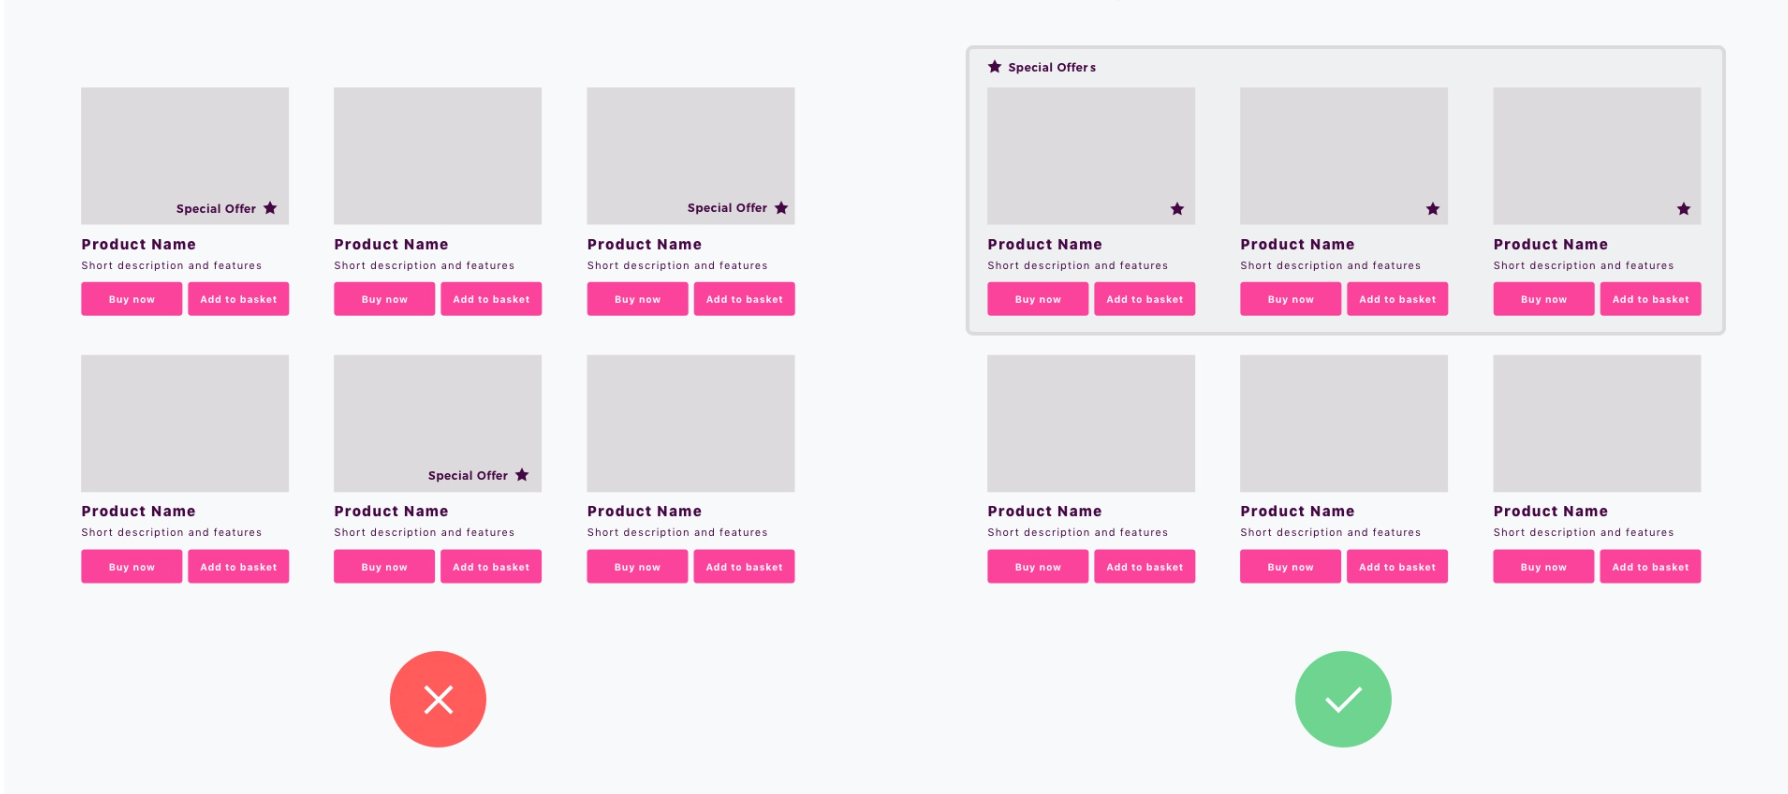 Special Offer
Product Name
Short description and features
Buy now Add to basket
Product Name
Short description and features
Buy now Add to basket
Special Offer
Product Name
Short description and features
Buy now Add to basket
Product Name
Short description and features
Buy now Add to basket
Special Offer
Product Name
Short description and features
Buy now Add to basket
Product Name
Short description and features
Buy now Add to basket
Special Offers
Product Name
Short description and features
Buy now Add to basket
Product Name
Short description and features
Buy now Add to basket
Product Name
Short description and features
Buy now Add to basket
Product Name
Short description and features
Buy now Add to basket
Product Name
Short description and features
Buy now Add to basket
Product Name
Short description and features
Buy now Add to basket